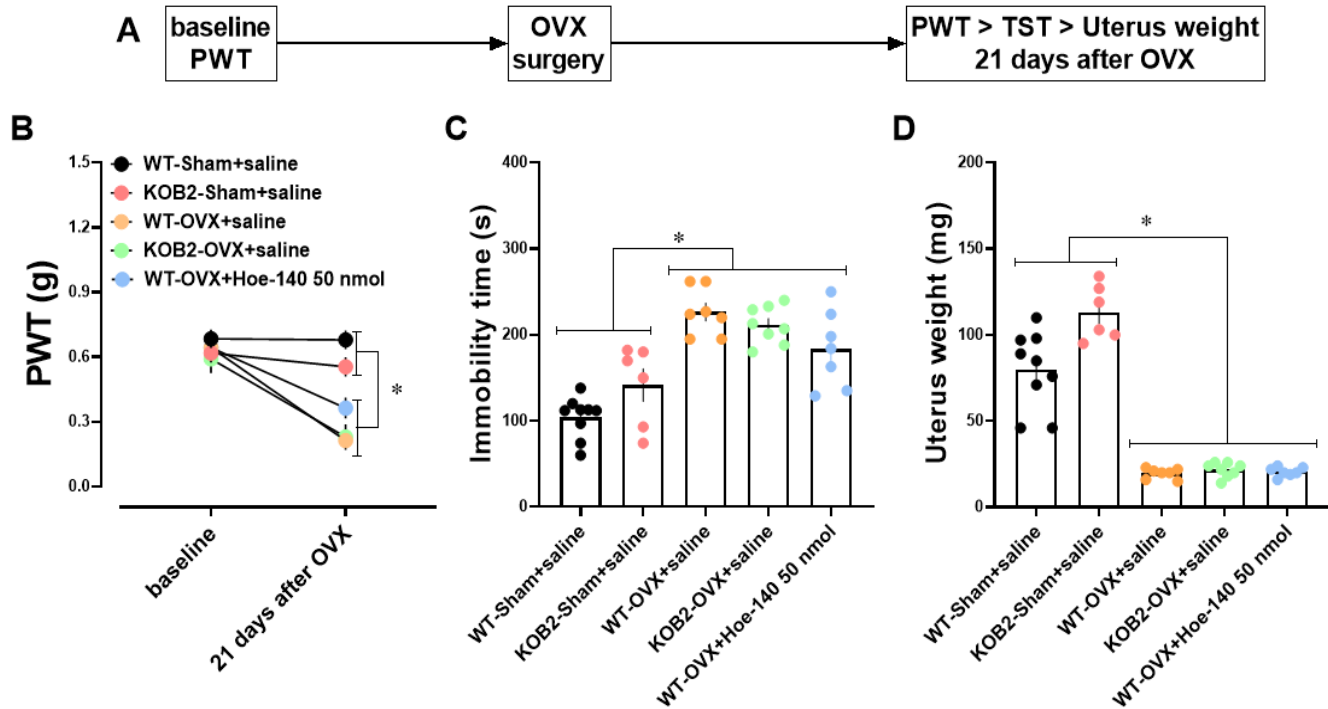 A
baseline
PWT
OVX
surgery
PWT > TST > Uterus weight
21 days after OVX
B
1.5
1.2
0.9
0.6
0.3
0.0
PWT (g)
WT-Sham+saline
KOB2-Sham+saline
WT-OVX+saline
KOB2-OVX+saline
WT-OVX+Hoe-140 50 nmol
*
baseline
21 days after OVX
C
400
300
200
100
0
Immobility time (s)
*
WT-Sham+saline
KOB2-Sham+saline
WT-OVX+saline
KOB2-OVX+saline
WT-OVX+Hoe-140 50 nmol
D
200
150
100
50
0
Uterus weight (mg)
*
WT-Sham+saline
KOB2-Sham+saline
WT-OVX+saline
KOB2-OVX+saline
WT-OVX+Hoe-140 50 nmol